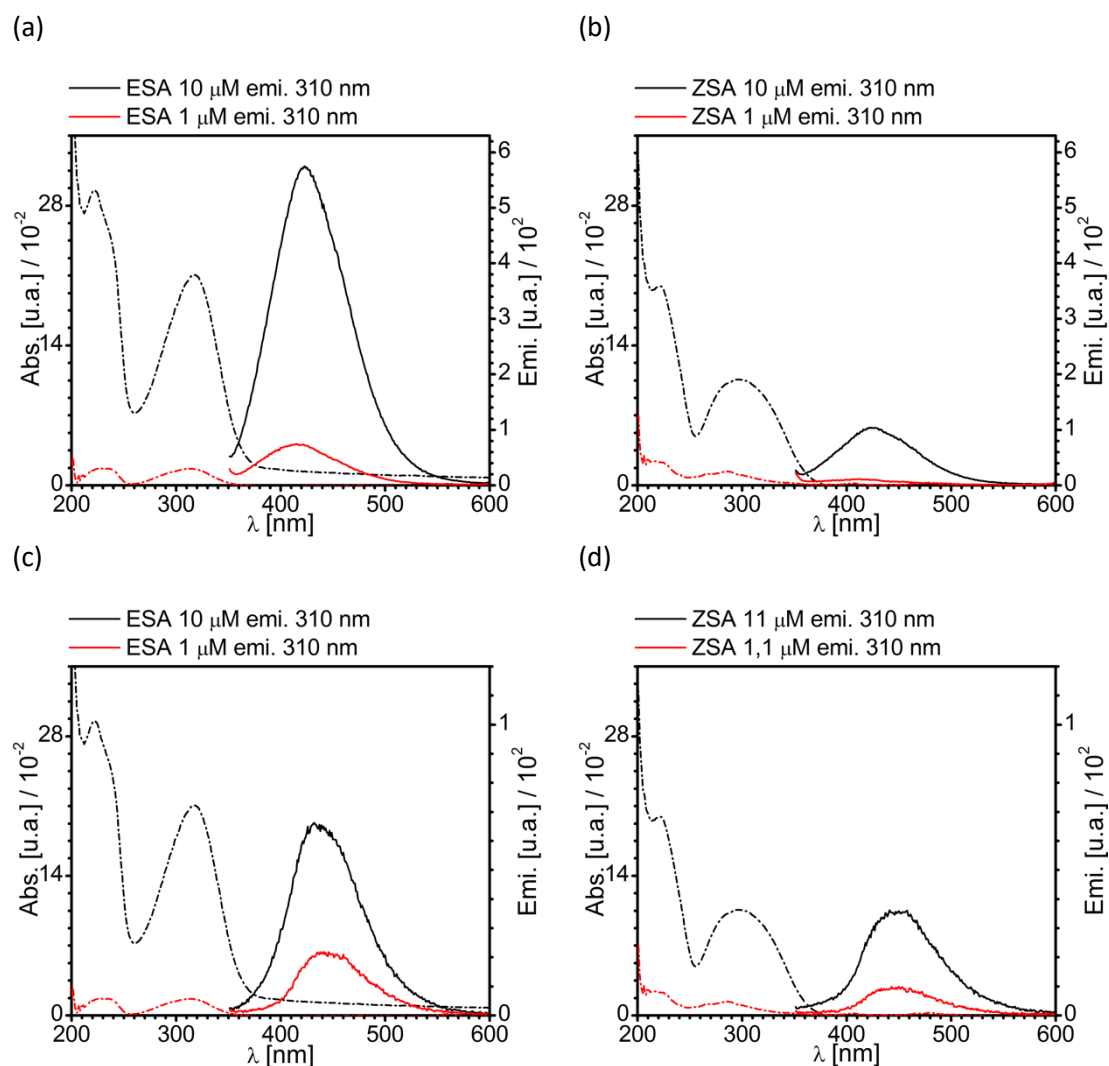 (a)
ESA 10 μM emi. 310 nm
ESA 1 μM emi. 310 nm
Abs. [u.a.] / 10⁻²
28
14
0
6
5
4
3
2
1
0
Emi. [u.a.] / 10²
200 300 400 500 600
λ [nm]
(b)
ZSA 10 μM emi. 310 nm
ZSA 1 μM emi. 310 nm
Abs. [u.a.] / 10⁻²
28
14
0
6
5
4
3
2
1
0
Emi. [u.a.] / 10²
200 300 400 500 600
λ [nm]
(c)
ESA 10 μM emi. 310 nm
ESA 1 μM emi. 310 nm
Abs. [u.a.] / 10⁻²
28
14
0
1
0
Emi. [u.a.] / 10²
200 300 400 500 600
λ [nm]
(d)
ZSA 11 μM emi. 310 nm
ZSA 1,1 μM emi. 310 nm
Abs. [u.a.] / 10⁻²
28
14
0
1
0
Emi. [u.a.] / 10²
200 300 400 500 600
λ [nm]